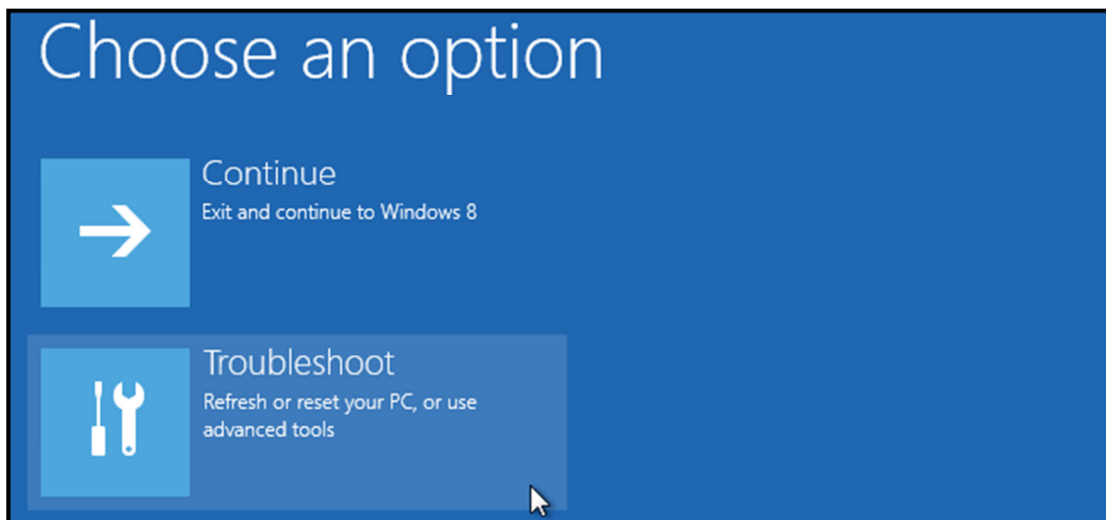 Choose an option
Continue
Exit and continue to Windows 8
Troubleshoot
Refresh or reset your PC, or use
advanced tools